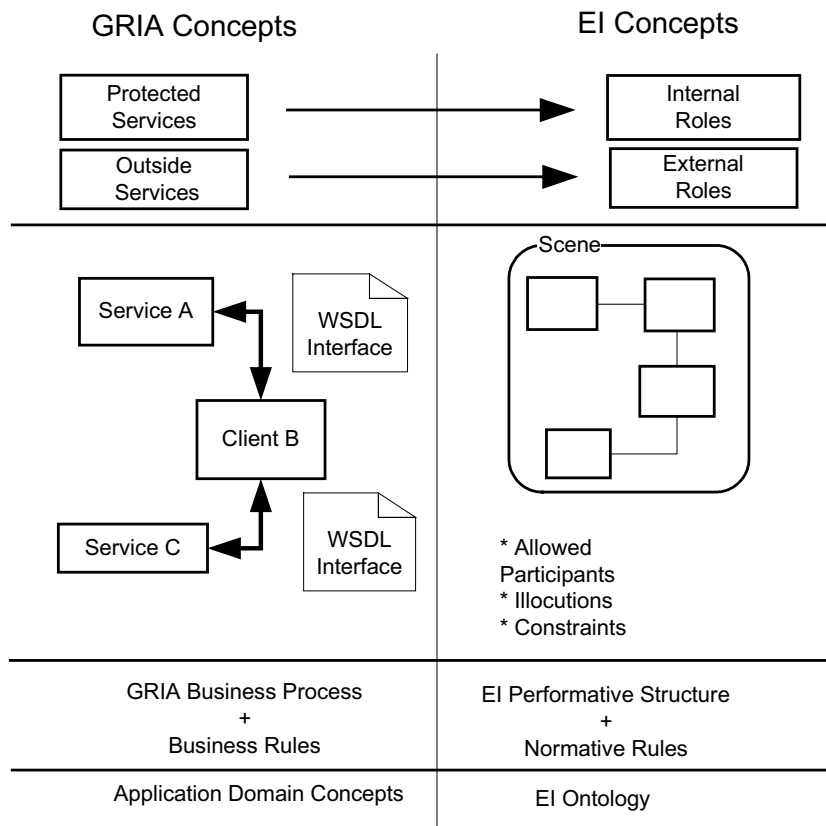 GRIA Concepts
EI Concepts
Protected
Services
Internal
Roles
Outside
Services
External
Roles
Scene
Service A
WSDL
Interface
Client B
Service C
WSDL
Interface
* Allowed
Participants
* Illocutions
* Constraints
GRIA Business Process
+
Business Rules
EI Performative Structure
+
Normative Rules
Application Domain Concepts
EI Ontology